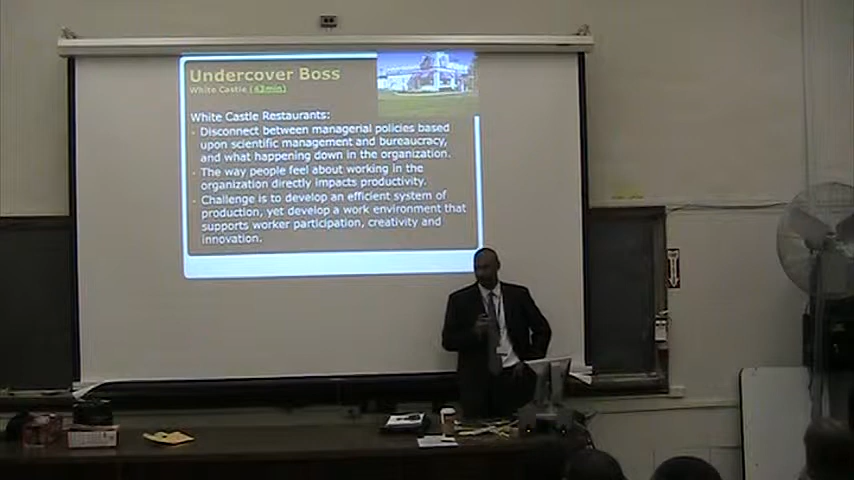 Undercover Boss
White Castle (43min)
White Castle Restaurants:
Disconnect between managerial policies based
upon scientific management and bureaucracy,
and what happening down in the organization.
The way people feel about working in the
organization directly impacts productivity.
Challenge is to develop an efficient system of
production, yet develop a work environment that
supports worker participation, creativity and
innovation.